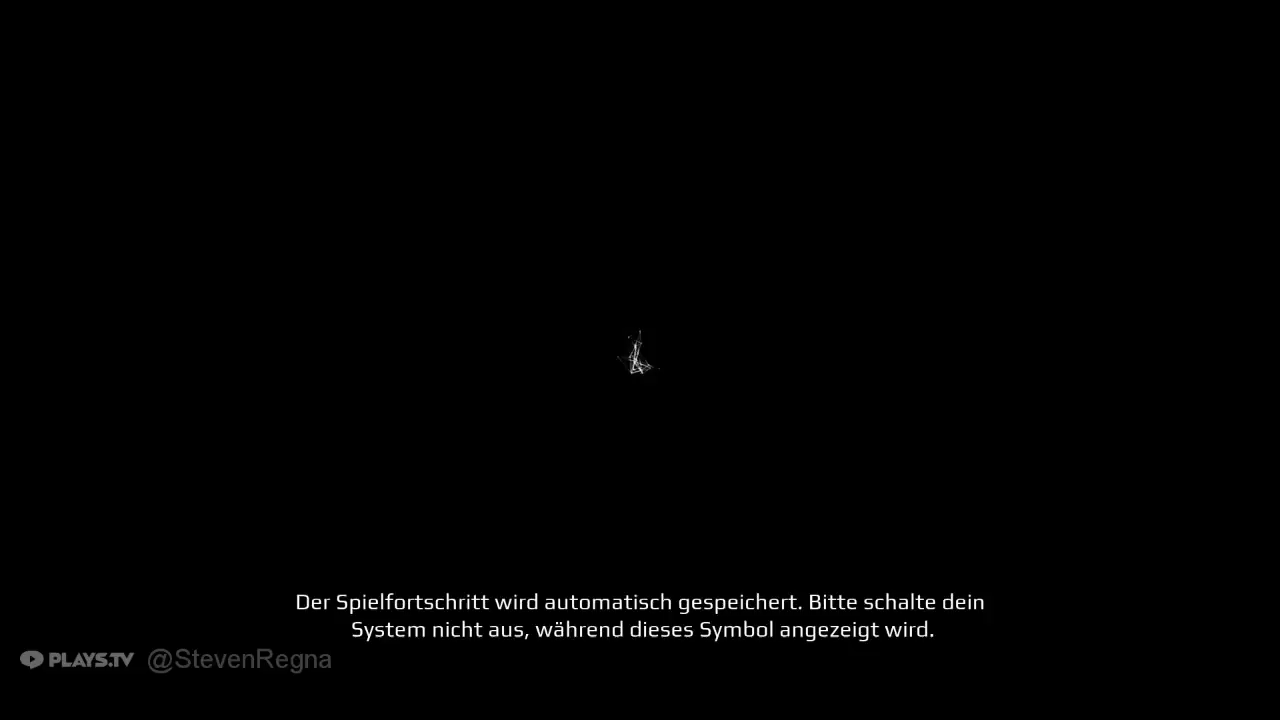 Der Spielfortschritt wird automatisch gespeichert. Bitte schalte dein
System nicht aus, während dieses Symbol angezeigt wird.
PLAYS.TV @StevenRegna